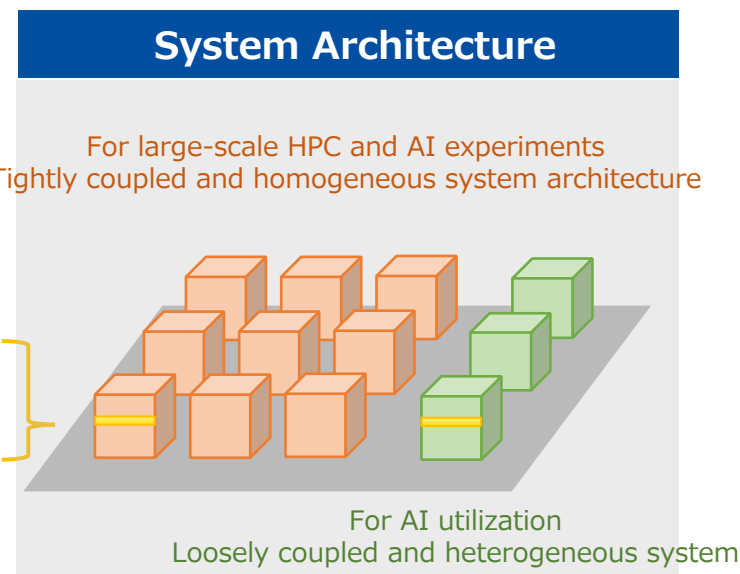 System Architecture
For large-scale HPC and AI experiments
Tightly coupled and homogeneous system architecture
For AI utilization
Loosely coupled and heterogeneous system